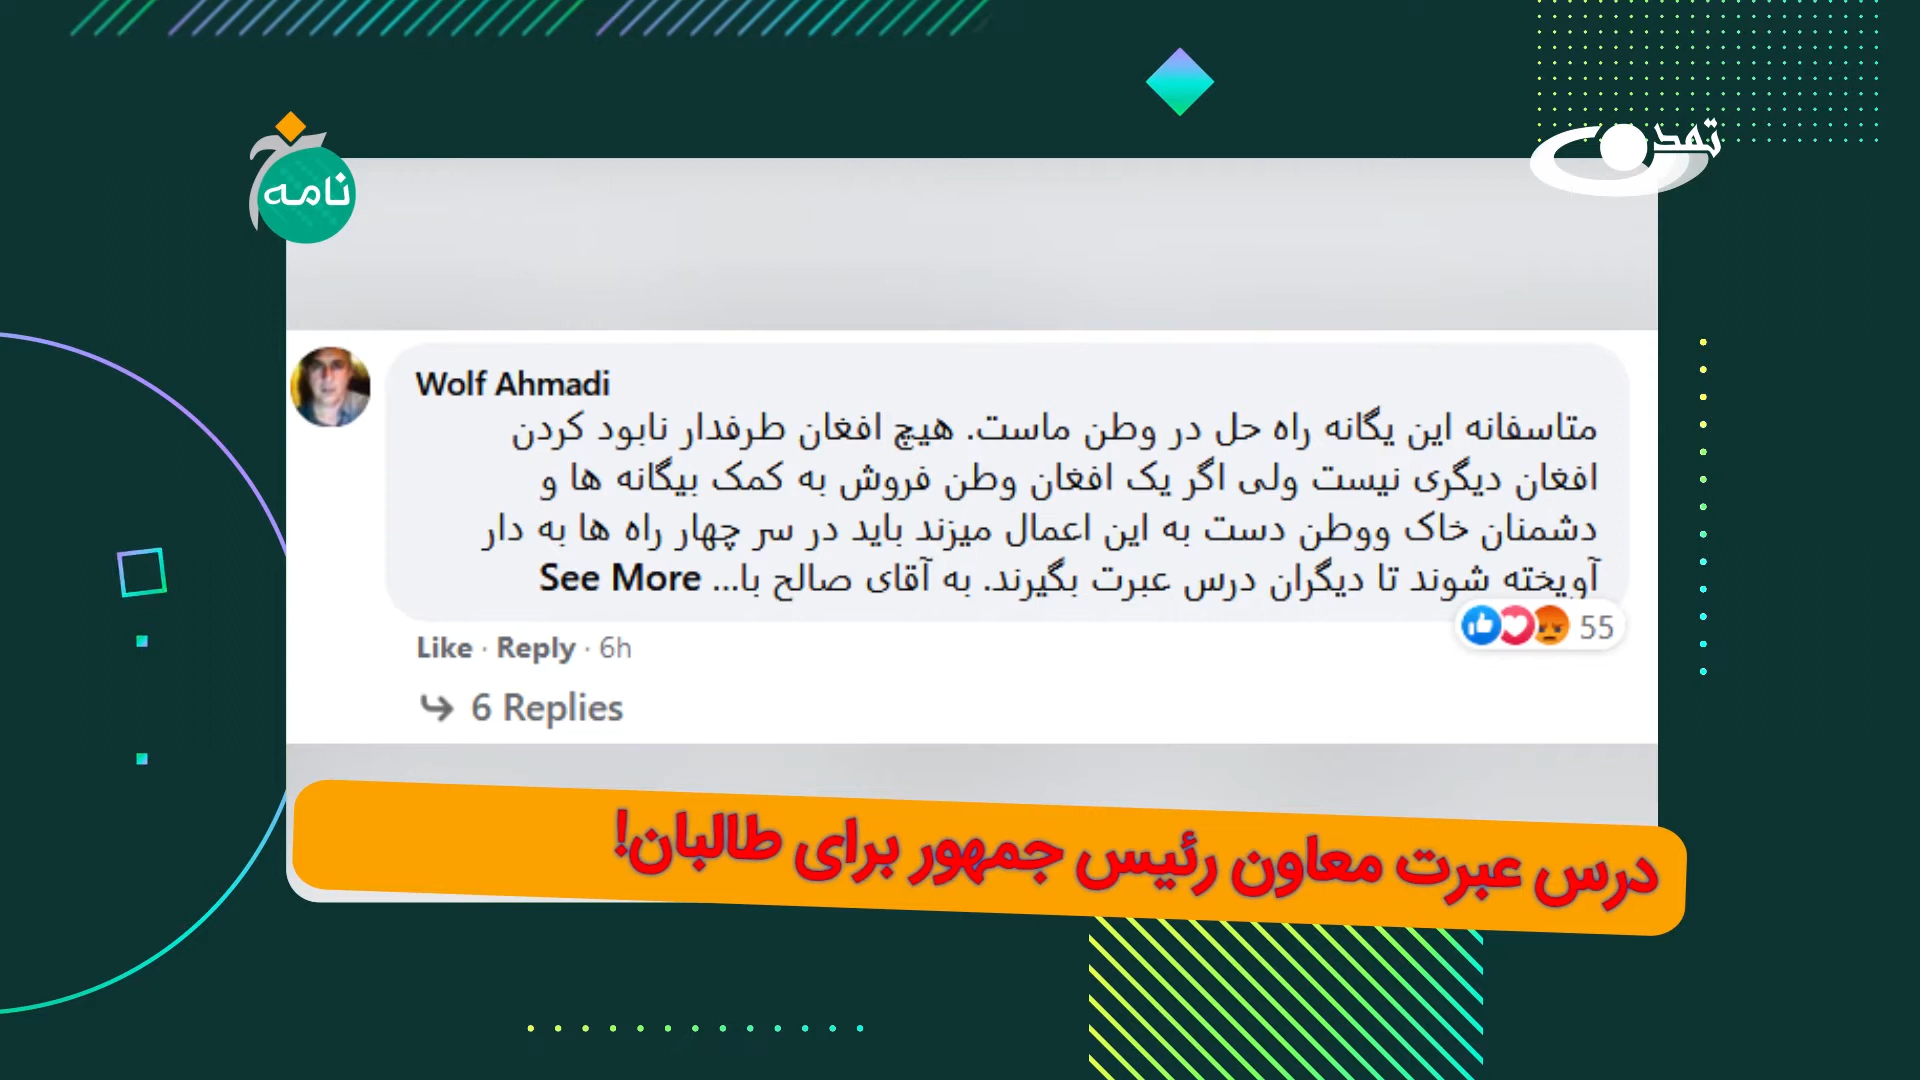 تمدن
نامه
Wolf Ahmadi
متاسفانه این یگانه راه حل در وطن ماست. هیچ افغان طرفدار نابود کردن
افغان دیگری نیست ولی اگر یک افغان وطن فروش به کمک بیگانه ها و
دشمنان خاک ووطن دست به این اعمال میزند باید در سر چهار راه ها به دار
آویخته شوند تا دیگران درس عبرت بگیرند. به آقای صالح با... See More
55
Like · Reply · 6h
6 Replies
درس عبرت معاون رئیس جمهور برای طالبان!